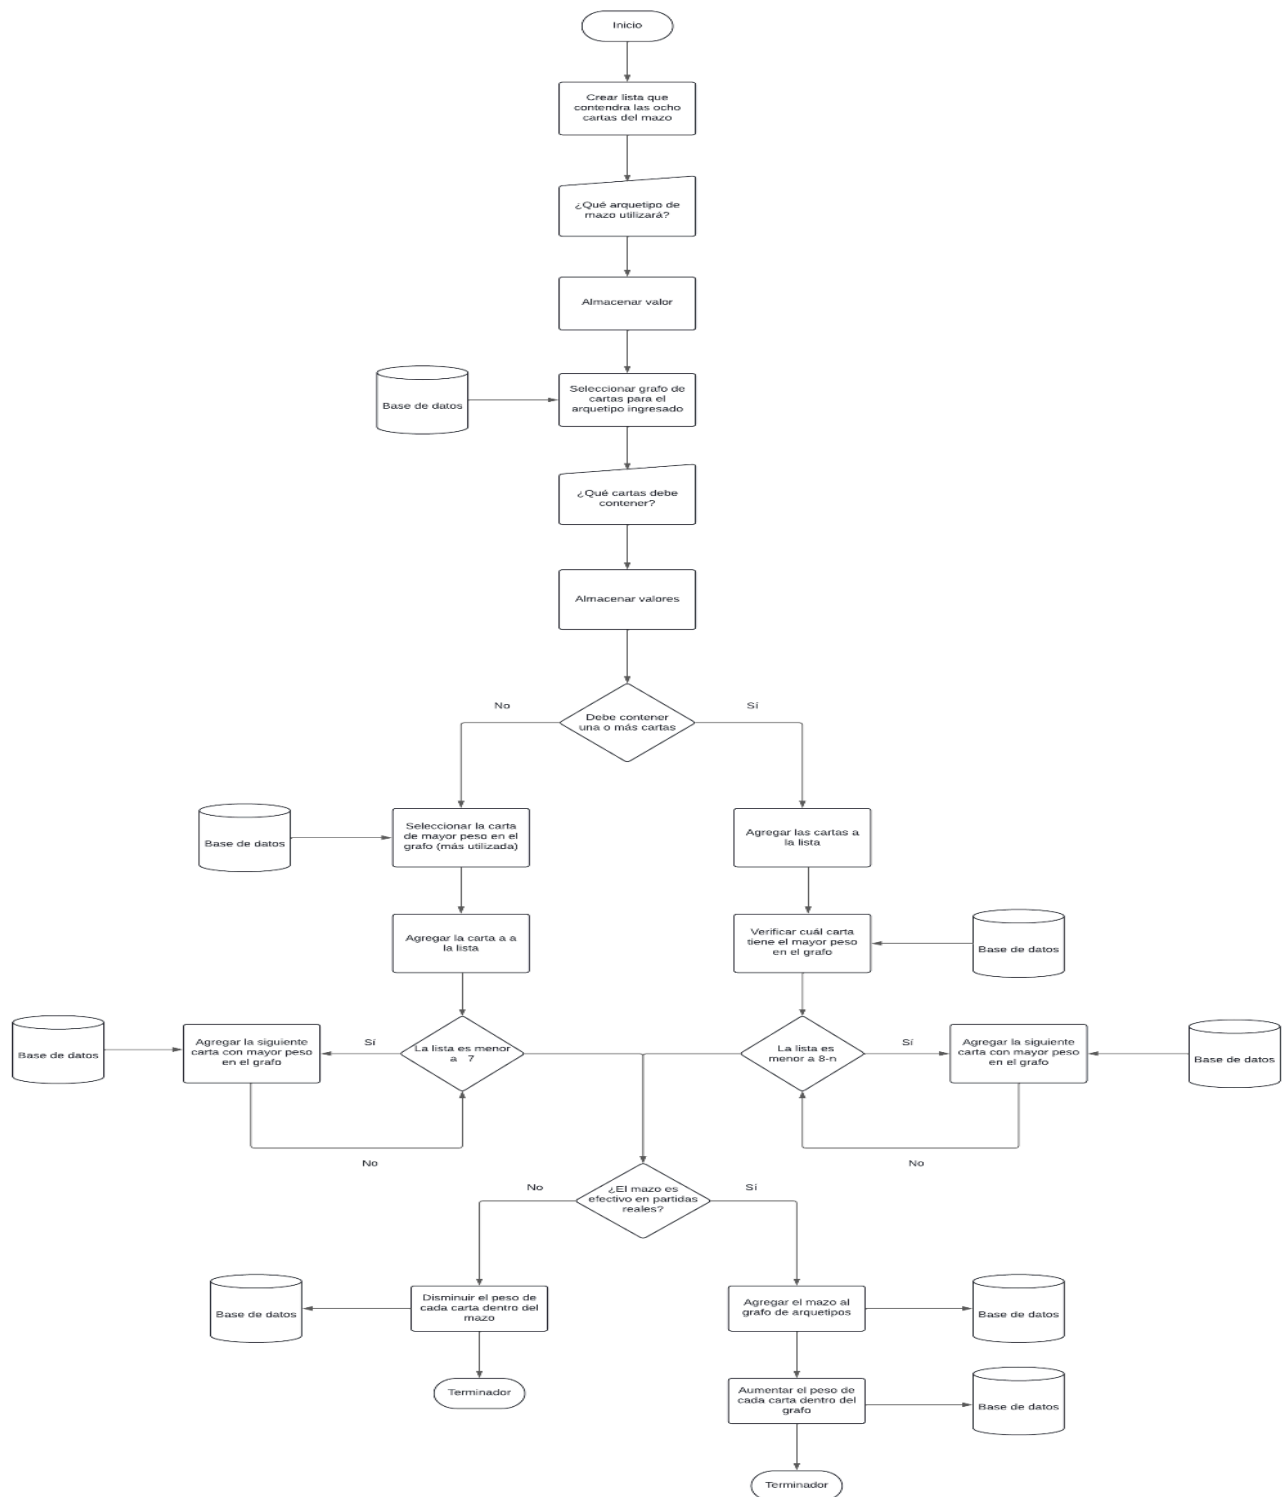 Inicio
Crear lista que
contendra las ocho
cartas del mazo
¿Qué arquetipo de
mazo utilizará?
Almacenar valor
Base de datos
Seleccionar grafo de
cartas para el
arquetipo ingresado
¿Qué cartas debe
contener?
Almacenar valores
No
Debe contener
una o más cartas
Sí
Base de datos
Seleccionar la carta
de mayor peso en el
grafo (más utilizada)
Agregar las cartas a
la lista
Agregar la carta a a
la lista
Verificar cuál carta
tiene el mayor peso
en el grafo
Base de datos
Base de datos
Agregar la siguiente
carta con mayor peso
en el grafo
Sí
La lista es menor
a 7
La lista es
menor a 8-n
Sí
Agregar la siguiente
carta con mayor peso
en el grafo
Base de datos
No
No
No
¿El mazo es
efectivo en partidas
reales?
Sí
Base de datos
Disminuir el peso de
cada carta dentro del
mazo
Agregar el mazo al
grafo de arquetipos
Base de datos
Terminador
Aumentar el peso de
cada carta dentro del
grafo
Base de datos
Terminador